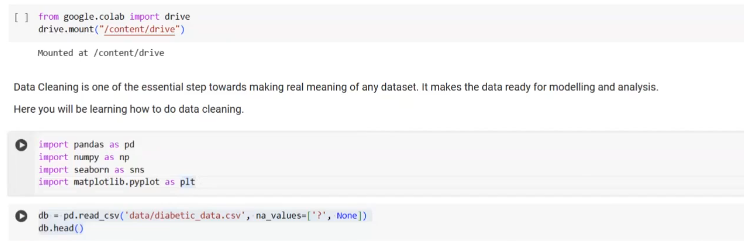 [ ] from google.colab import drive
drive.mount("/content/drive")
Mounted at /content/drive
Data Cleaning is one of the essential step towards making real meaning of any dataset. It makes the data ready for modelling and analysis.
Here you will be learning how to do data cleaning.
import pandas as pd
import numpy as np
import seaborn as sns
import matplotlib.pyplot as plt
db = pd.read_csv('data/diabetic_data.csv', na_values=['?', None])
db.head()